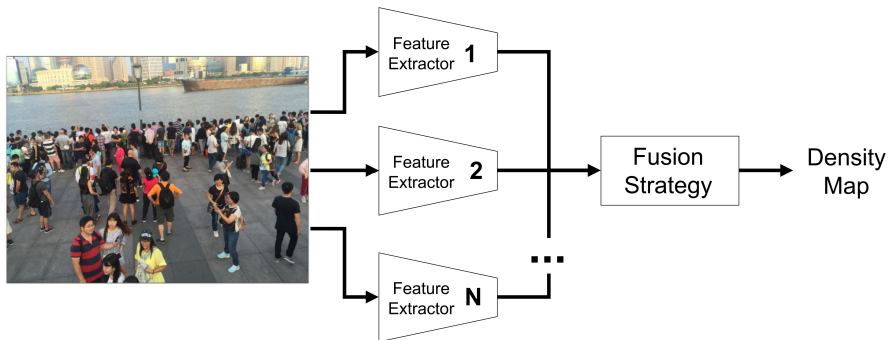 Feature
Extractor 1
Feature
Extractor 2
Feature
Extractor N
...
Fusion
Strategy
Density
Map